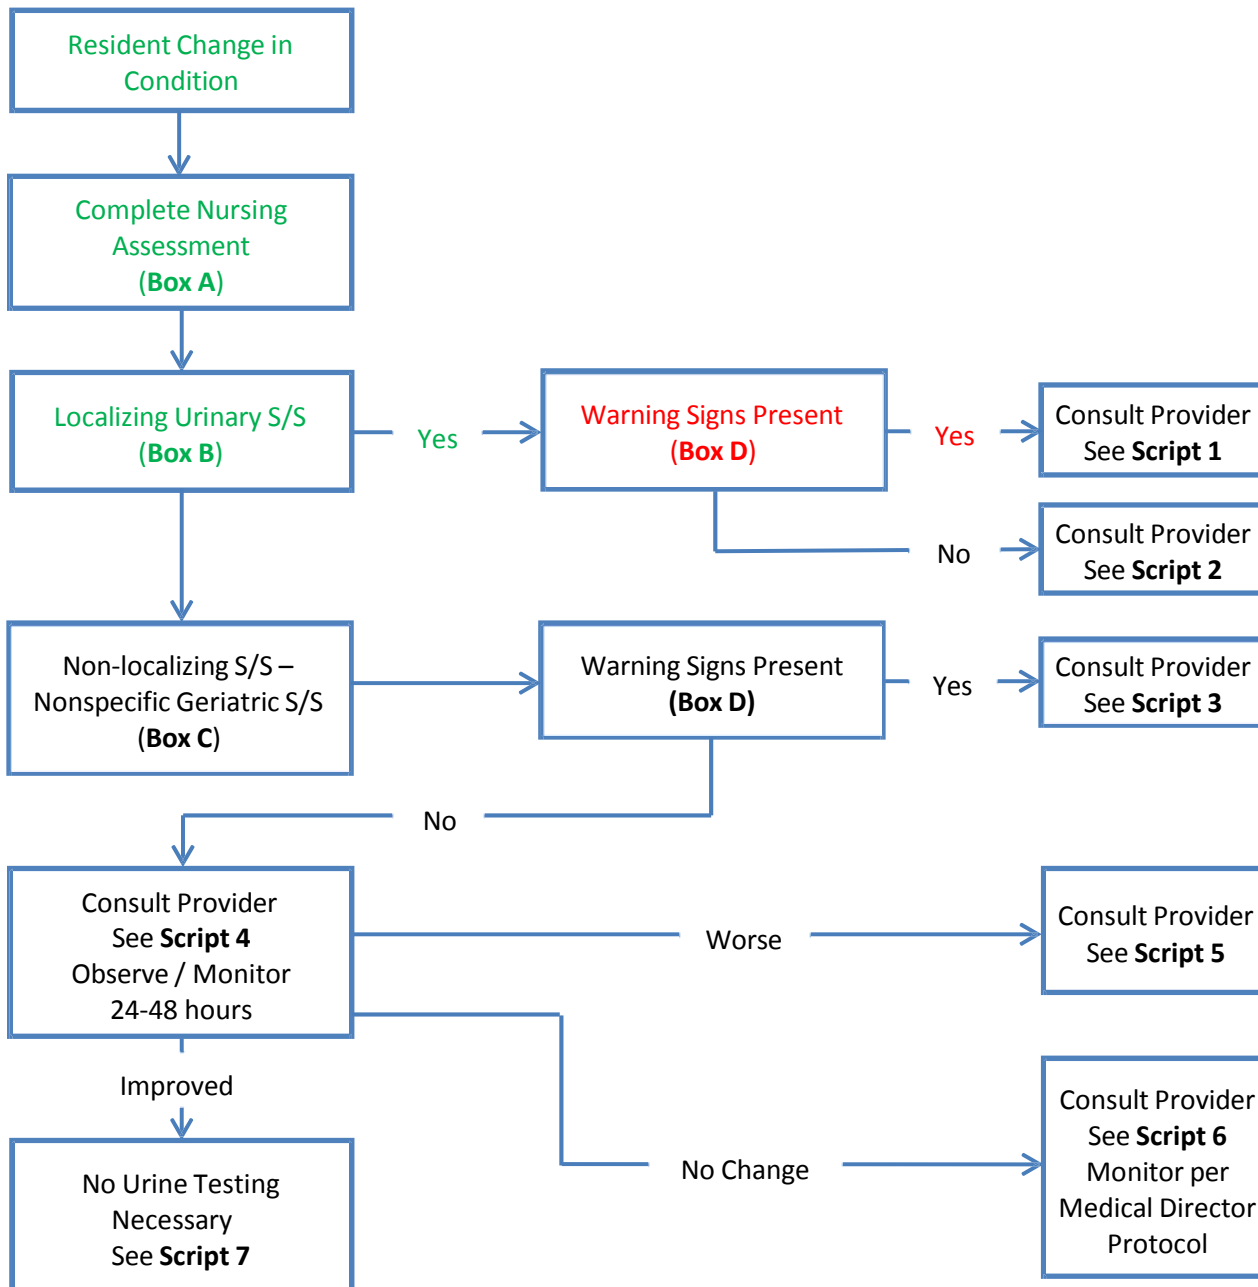 Resident Change in
Condition
Complete Nursing
Assessment
(Box A)
Localizing Urinary S/S
(Box B)
Yes
Warning Signs Present
(Box D)
Yes
Consult Provider
See Script 1
No
Consult Provider
See Script 2
Non-localizing S/S –
Nonspecific Geriatric S/S
(Box C)
Warning Signs Present
(Box D)
Yes
Consult Provider
See Script 3
No
Consult Provider
See Script 4
Observe / Monitor
24-48 hours
Worse
Consult Provider
See Script 5
Improved
No Change
Consult Provider
See Script 6
Monitor per
Medical Director
Protocol
No Urine Testing
Necessary
See Script 7